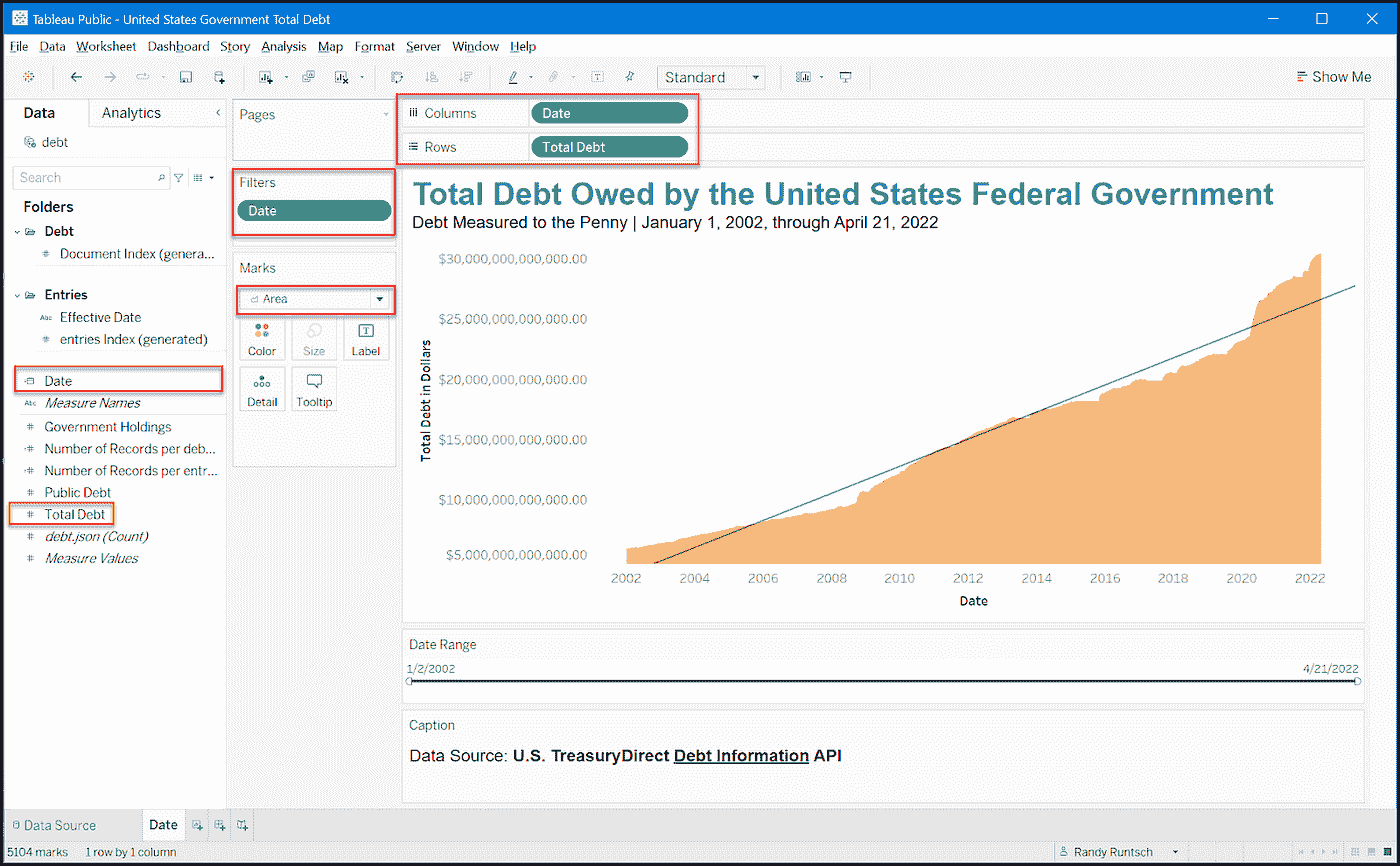 Tableau Public - United States Government Total Debt
File Data Worksheet Dashboard Story Analysis Map Format Server Window Help
Standard
Show Me
Data Analytics
debt
Search
Folders
Debt
Document Index (genera...
Entries
Abc Effective Date
entries Index (generated)
Date
Abc Measure Names
Government Holdings
Number of Records per deb...
Number of Records per entr...
Public Debt
Total Debt
debt.json (Count)
Measure Values
Pages
Filters
Date
Marks
Area
Color Size Label
Detail Tooltip
Columns Date
Rows Total Debt
Total Debt Owed by the United States Federal Government
Debt Measured to the Penny | January 1, 2002, through April 21, 2022
Total Debt in Dollars
$30,000,000,000,000.00
$25,000,000,000,000.00
$20,000,000,000,000.00
$15,000,000,000,000.00
$10,000,000,000,000.00
$5,000,000,000,000.00
2002 2004 2006 2008 2010 2012 2014 2016 2018 2020 2022
Date
Date Range
1/2/2002 4/21/2022
Caption
Data Source: U.S. TreasuryDirect Debt Information API
Data Source Date
5104 marks 1 row by 1 column Randy Runtsch